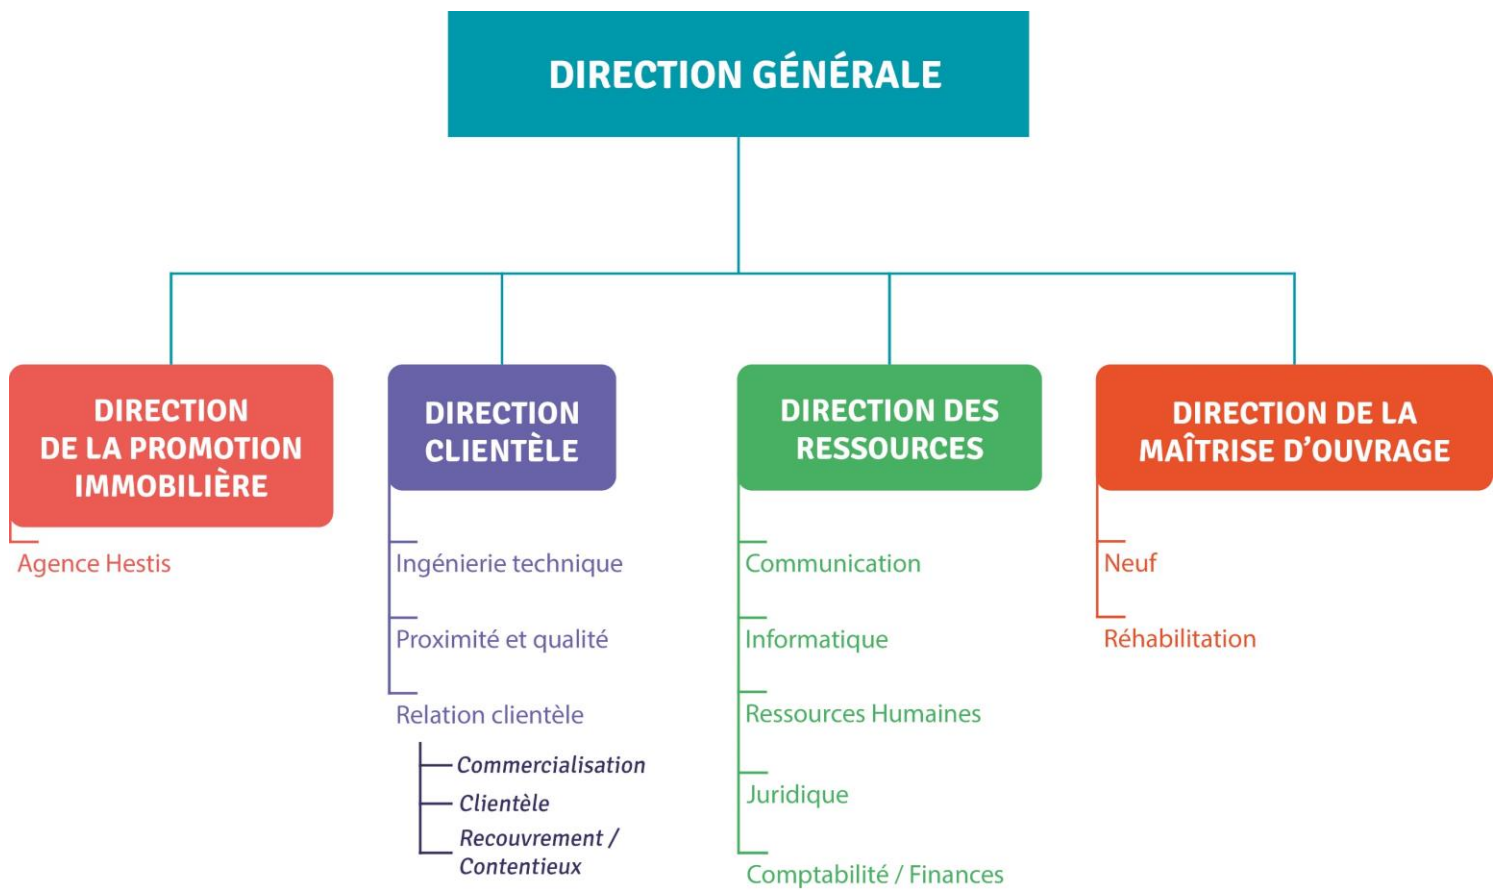 DIRECTION GÉNÉRALE
DIRECTION
DE LA PROMOTION
IMMOBILIÈRE
Agence Hestis
DIRECTION
CLIENTÈLE
Ingénierie technique
Proximité et qualité
Relation clientèle
Commercialisation
Clientèle
Recouvrement /
Contentieux
DIRECTION DES
RESSOURCES
Communication
Informatique
Ressources Humaines
Juridique
Comptabilité / Finances
DIRECTION DE LA
MAÎTRISE D’OUVRAGE
Neuf
Réhabilitation